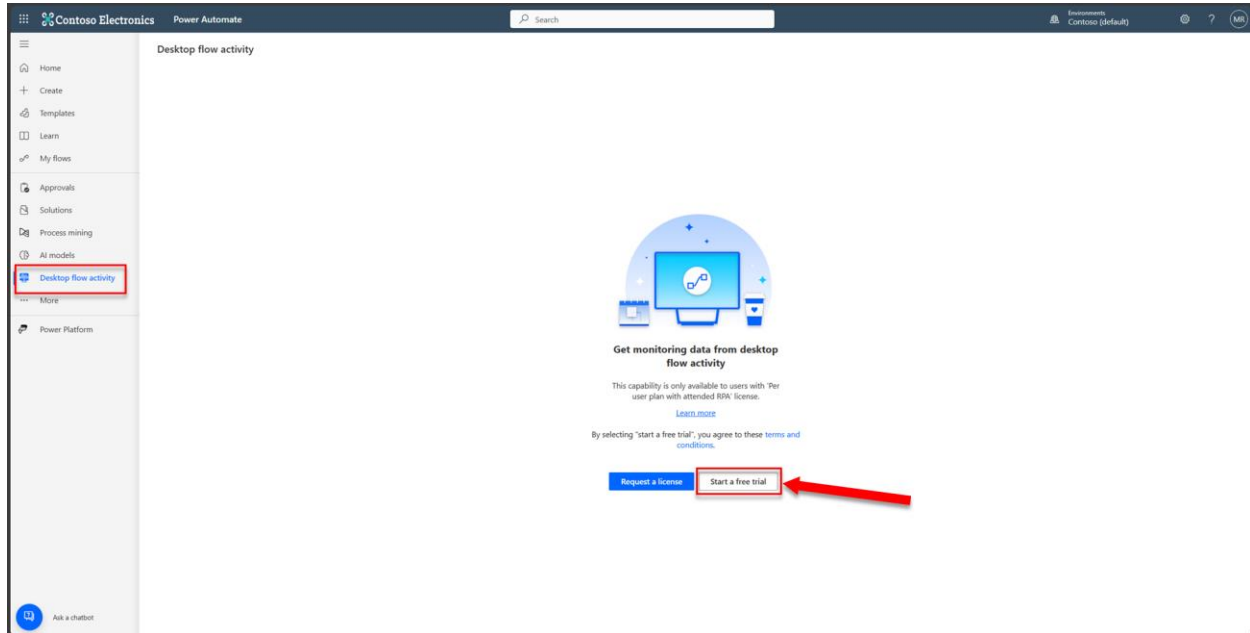 Contoso Electronics Power Automate
Search
Environments
Contoso (default)
?
MR
Desktop flow activity
Home
Create
Templates
Learn
My flows
Approvals
Solutions
Process mining
AI models
Desktop flow activity
More
Power Platform
Get monitoring data from desktop
flow activity
This capability is only available to users with 'Per
user plan with attended RPA' license.
Learn more
By selecting "start a free trial", you agree to these terms and
conditions.
Request a license
Start a free trial
Ask a chatbot